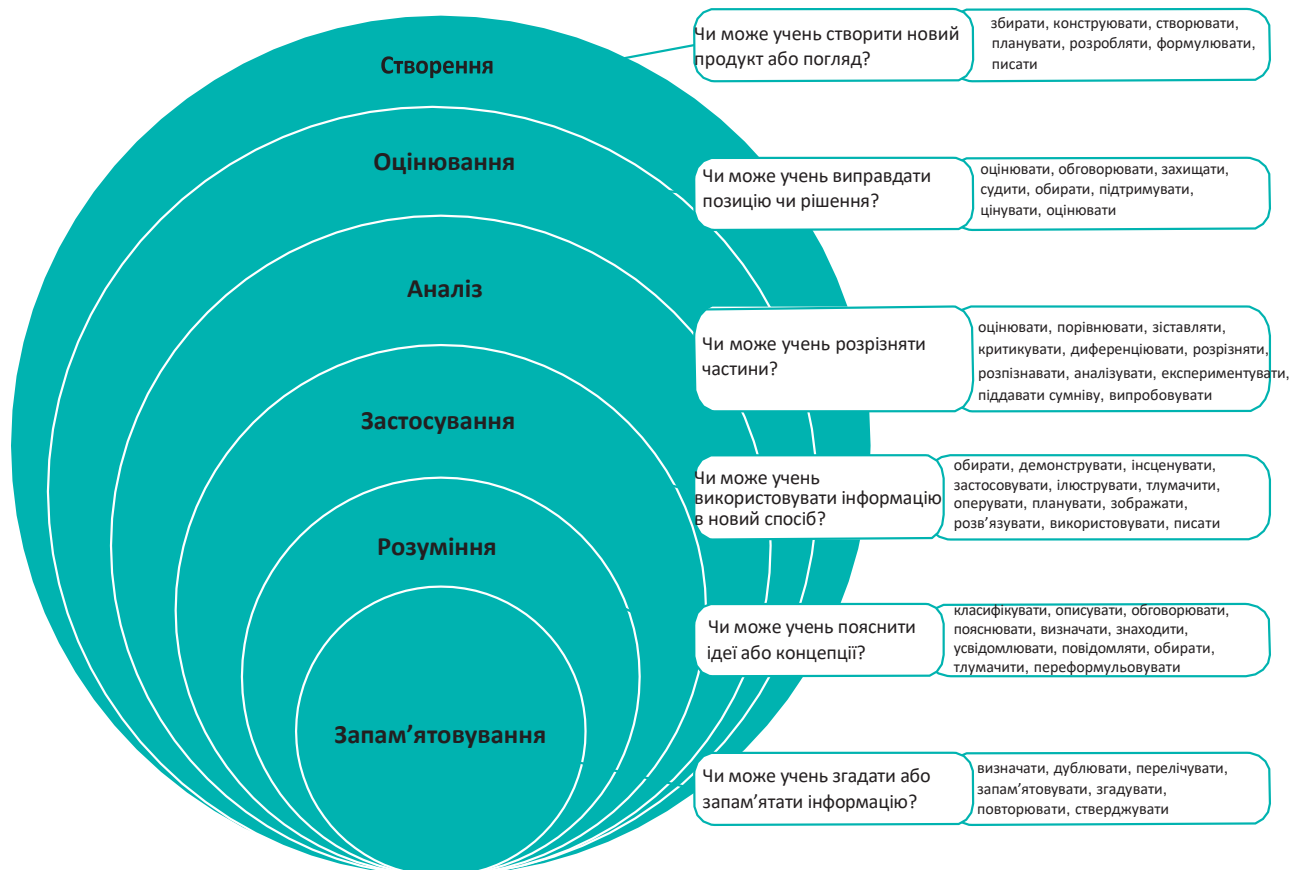 Створення
Чи може учень створити новий
продукт або погляд?
збирати, конструювати, створювати,
планувати, розробляти, формулювати,
писати
Оцінювання
Чи може учень виправдати
позицію чи рішення?
оцінювати, обговорювати, захищати,
судити, обирати, підтримувати,
цінувати, оцінювати
Аналіз
Чи може учень розрізняти
частини?
оцінювати, порівнювати, зіставляти,
критикувати, диференціювати, розрізняти,
розпізнавати, аналізувати, експериментувати,
піддавати сумніву, випробовувати
Застосування
Чи може учень
використовувати інформацію
в новий спосіб?
обирати, демонструвати, інсценувати,
застосовувати, ілюструвати, тлумачити,
оперувати, планувати, зображати,
розв’язувати, використовувати, писати
Розуміння
Чи може учень пояснити
ідеї або концепції?
класифікувати, описувати, обговорювати,
пояснювати, визначати, знаходити,
усвідомлювати, повідомляти, обирати,
тлумачити, переформульовувати
Запам’ятовування
Чи може учень згадати або
запам’ятати інформацію?
визначати, дублювати, перелічувати,
запам’ятовувати, згадувати,
повторювати, стверджувати